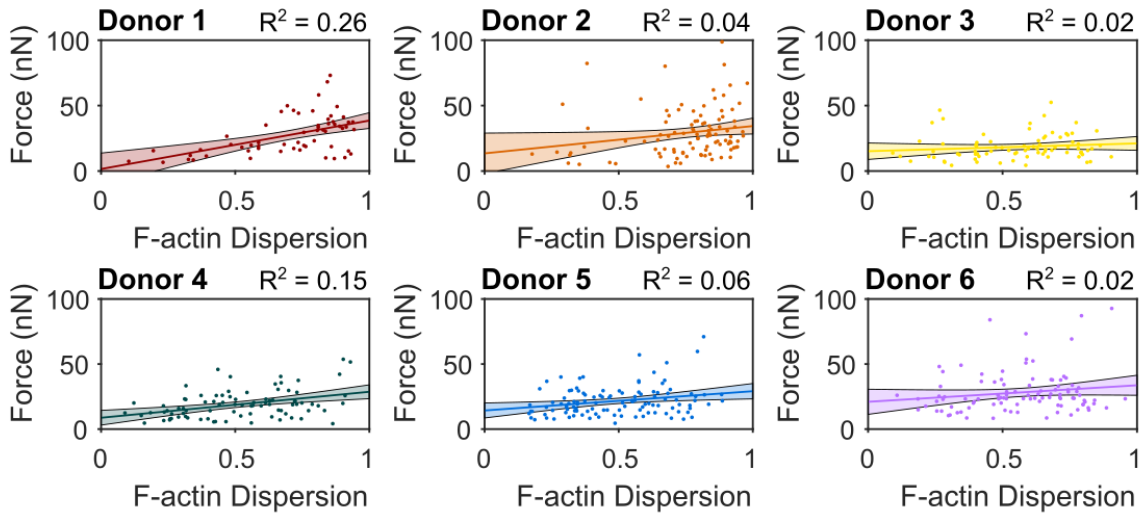 Donor 1 R² = 0.26
Force (nN)
100
50
0
0 0.5 1
F-actin Dispersion
Donor 2 R² = 0.04
Force (nN)
100
50
0
0 0.5 1
F-actin Dispersion
Donor 3 R² = 0.02
Force (nN)
100
50
0
0 0.5 1
F-actin Dispersion
Donor 4 R² = 0.15
Force (nN)
100
50
0
0 0.5 1
F-actin Dispersion
Donor 5 R² = 0.06
Force (nN)
100
50
0
0 0.5 1
F-actin Dispersion
Donor 6 R² = 0.02
Force (nN)
100
50
0
0 0.5 1
F-actin Dispersion